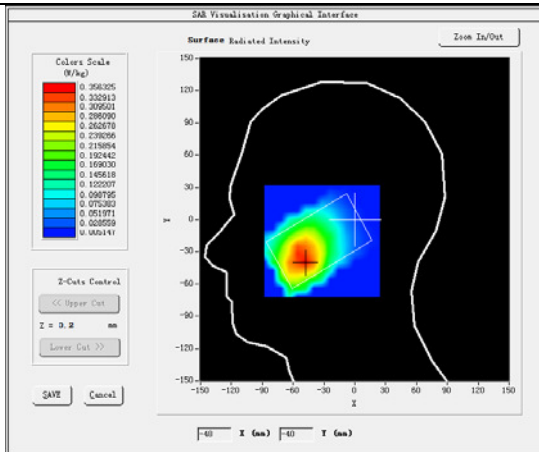 SAR Visualisation Graphical Interface
Surface Radiated Intensity
Zoom In/Out
Colors Scale
(W/kg)
0.356325
0.332913
0.309501
0.286090
0.262678
0.239266
0.215854
0.192442
0.169030
0.145618
0.122207
0.098795
0.075383
0.051971
0.028559
0.005147
Z-Cuts Control
<< Upper Cut
Z = 3.2 mm
Lower Cut >>
SAVE Cancel
150
120
90
60
30
0
-30
-60
-90
-120
-150
Y
-150 -120 -90 -60 -30 0 30 60 90 120 150
X
-48 X (mm) -40 Y (mm)